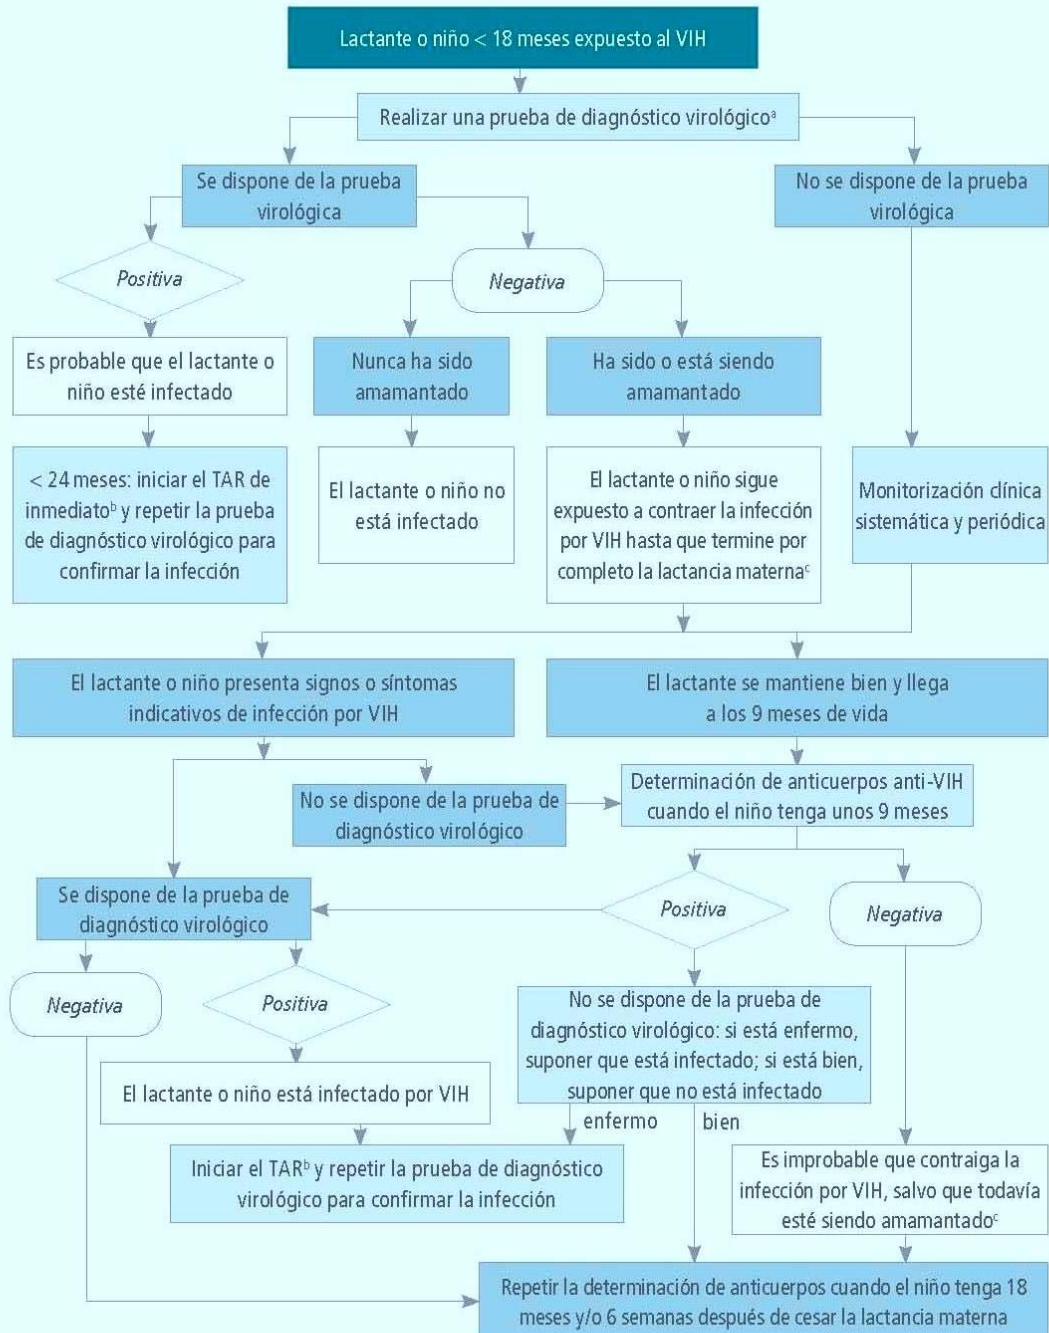 Lactante o niño < 18 meses expuesto al VIH
Realizar una prueba de diagnóstico virológicoᵃ
Se dispone de la prueba
virológica
No se dispone de la prueba
virológica
Positiva
Negativa
Es probable que el lactante o
niño esté infectado
Nunca ha sido
amamantado
Ha sido o está siendo
amamantado
< 24 meses: iniciar el TAR de
inmediatoᵇ y repetir la prueba
de diagnóstico virológico para
confirmar la infección
El lactante o niño no
está infectado
El lactante o niño sigue
expuesto a contraer la infección
por VIH hasta que termine por
completo la lactancia maternaᶜ
Monitorización clínica
sistemática y periódica
El lactante o niño presenta signos o síntomas
indicativos de infección por VIH
El lactante se mantiene bien y llega
a los 9 meses de vida
No se dispone de la prueba de
diagnóstico virológico
Determinación de anticuerpos anti-VIH
cuando el niño tenga unos 9 meses
Se dispone de la prueba de
diagnóstico virológico
Positiva
Negativa
Negativa
Positiva
No se dispone de la prueba de
diagnóstico virológico: si está enfermo,
suponer que está infectado; si está bien,
suponer que no está infectado
El lactante o niño está infectado por VIH
enfermo
bien
Iniciar el TARᵇ y repetir la prueba de diagnóstico
virológico para confirmar la infección
Es improbable que contraiga la
infección por VIH, salvo que todavía
esté siendo amamantadoᶜ
Repetir la determinación de anticuerpos cuando el niño tenga 18
meses y/o 6 semanas después de cesar la lactancia materna